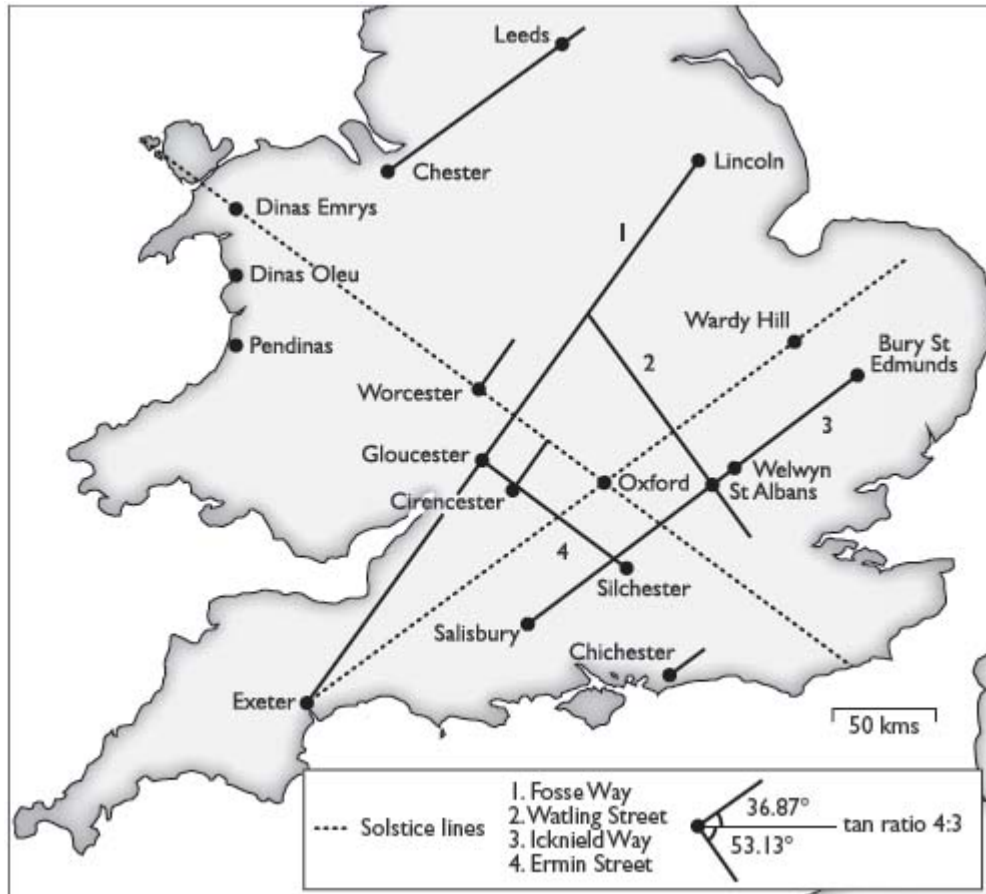 Leeds
Chester
Lincoln
Dinas Emrys
1
Dinas Oleu
Wardy Hill
Pendinas
Bury St
Edmunds
2
Worcester
3
Gloucester
Welwyn
Oxford
St Albans
Cirencester
4
Silchester
Salisbury
Chichester
Exeter
50 kms
Solstice lines
1. Fosse Way
2. Watling Street
3. Icknield Way
4. Ermin Street
36.87°
53.13°
tan ratio 4:3